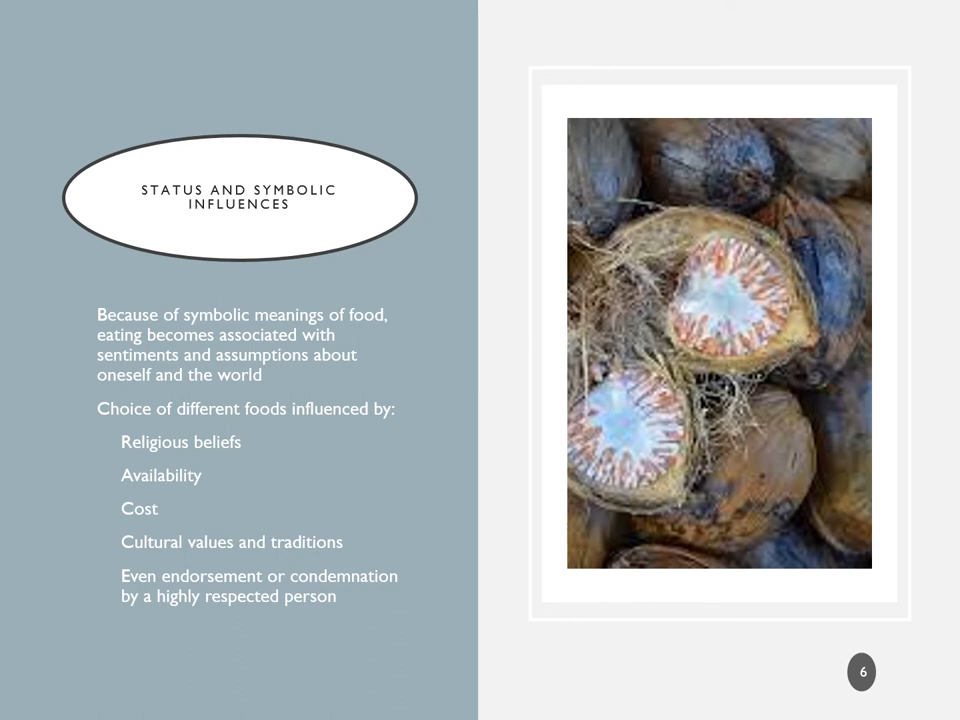 STATUS AND SYMBOLIC
INFLUENCES
Because of symbolic meanings of food,
eating becomes associated with
sentiments and assumptions about
oneself and the world
Choice of different foods influenced by:
Religious beliefs
Availability
Cost
Cultural values and traditions
Even endorsement or condemnation
by a highly respected person
6